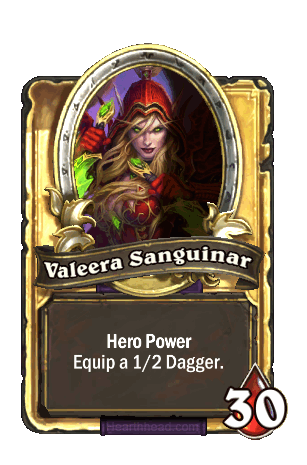 Valeera Sanguinar
Hero Power
Equip a 1/2 Dagger.
30
Hearthhead.com